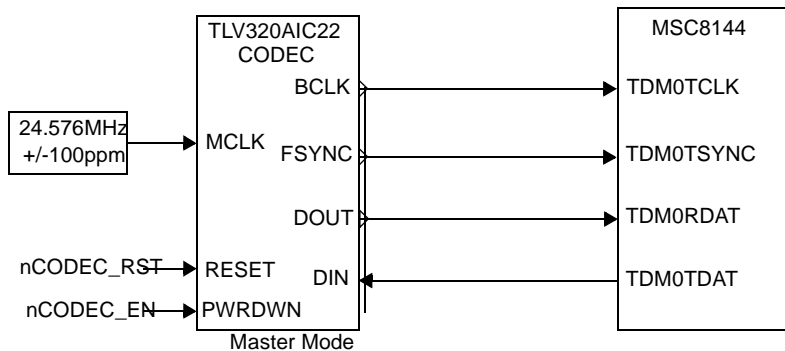 TLV320AIC22
CODEC
MSC8144
BCLK
TDM0TCLK
24.576MHz
+/-100ppm
MCLK
FSYNC
TDM0TSYNC
DOUT
TDM0RDAT
nCODEC_RST
RESET
DIN
TDM0TDAT
nCODEC_EN
PWRDWN
Master Mode